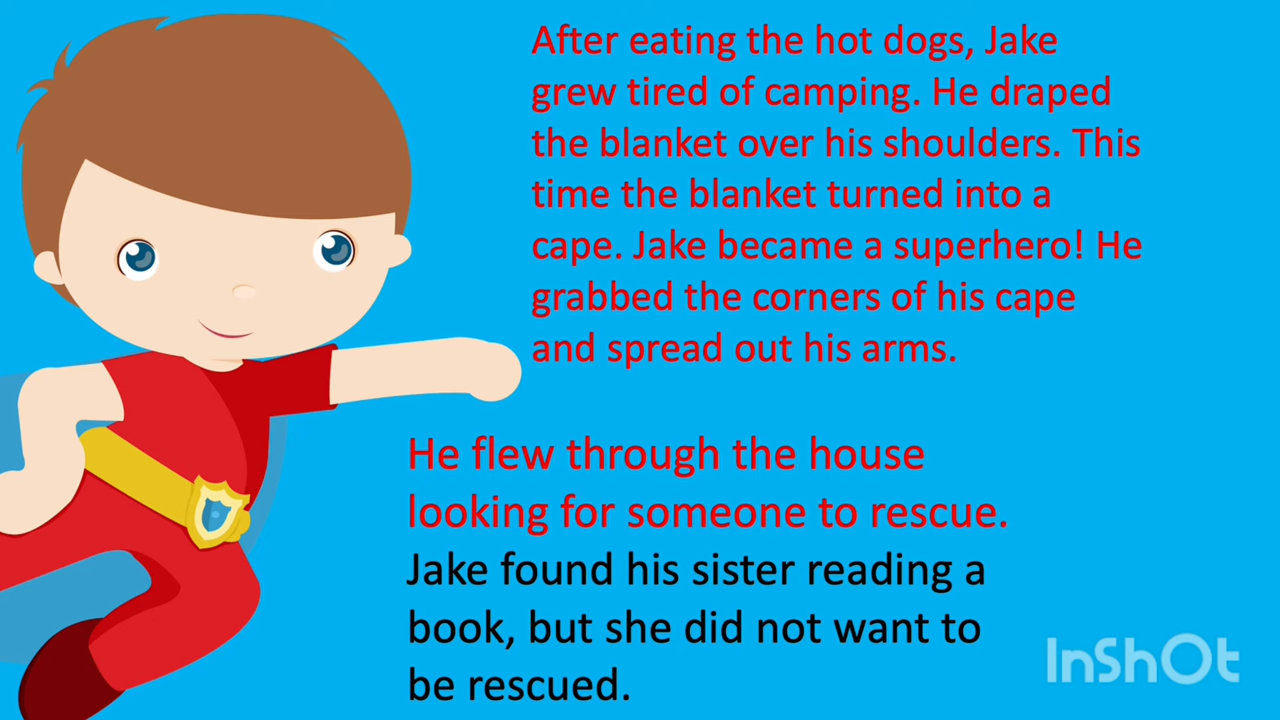 After eating the hot dogs, Jake
grew tired of camping. He draped
the blanket over his shoulders. This
time the blanket turned into a
cape. Jake became a superhero! He
grabbed the corners of his cape
and spread out his arms.
He flew through the house
looking for someone to rescue.
Jake found his sister reading a
book, but she did not want to
be rescued.
InShOt